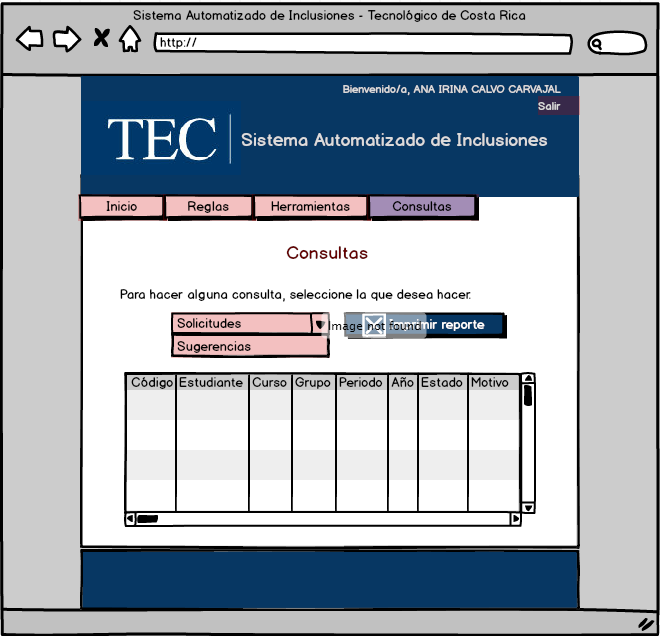 Sistema Automatizado de Inclusiones - Tecnológico de Costa Rica
http://
Bienvenido/a, ANA IRINA CALVO CARVAJAL
Salir
TEC Sistema Automatizado de Inclusiones
Inicio Reglas Herramientas Consultas
Consultas
Para hacer alguna consulta, seleccione la que desea hacer.
Solicitudes Image not found reporte
Sugerencias
Código Estudiante Curso Grupo Periodo Año Estado Motivo